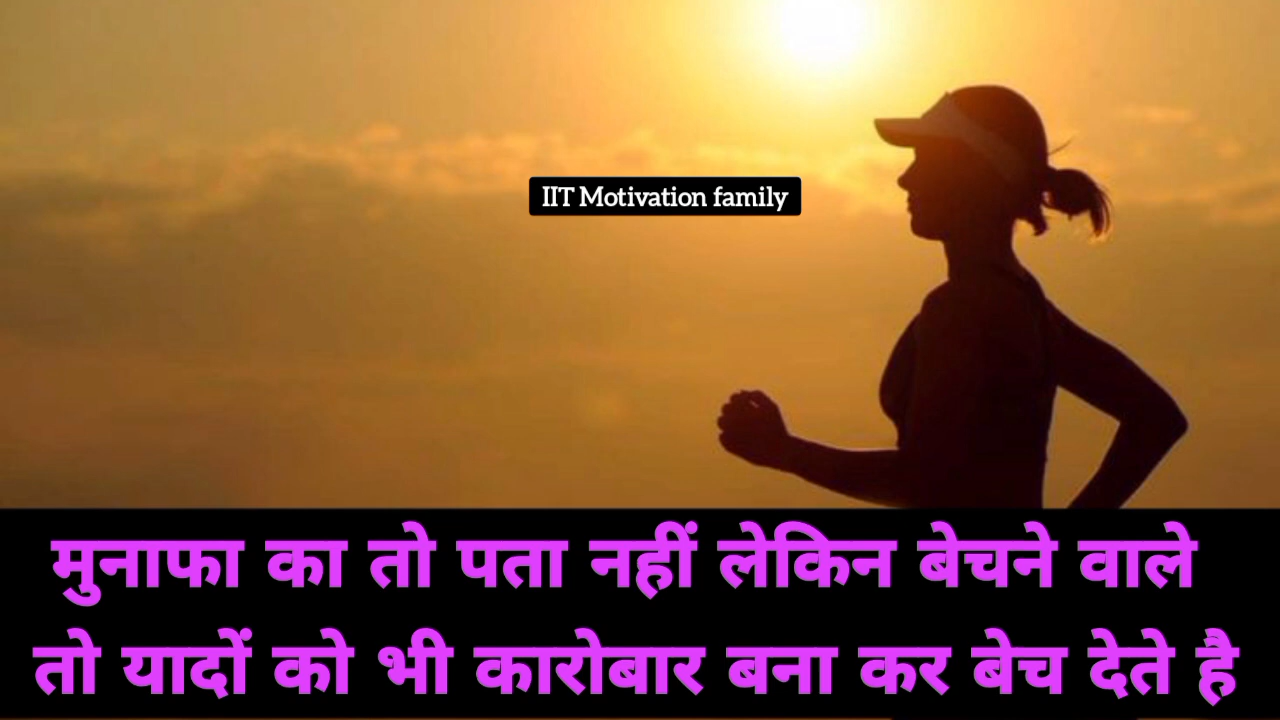 IIT Motivation family
मुनाफा का तो पता नहीं लेकिन बेचने वाले
तो यादों को भी कारोबार बना कर बेच देते है